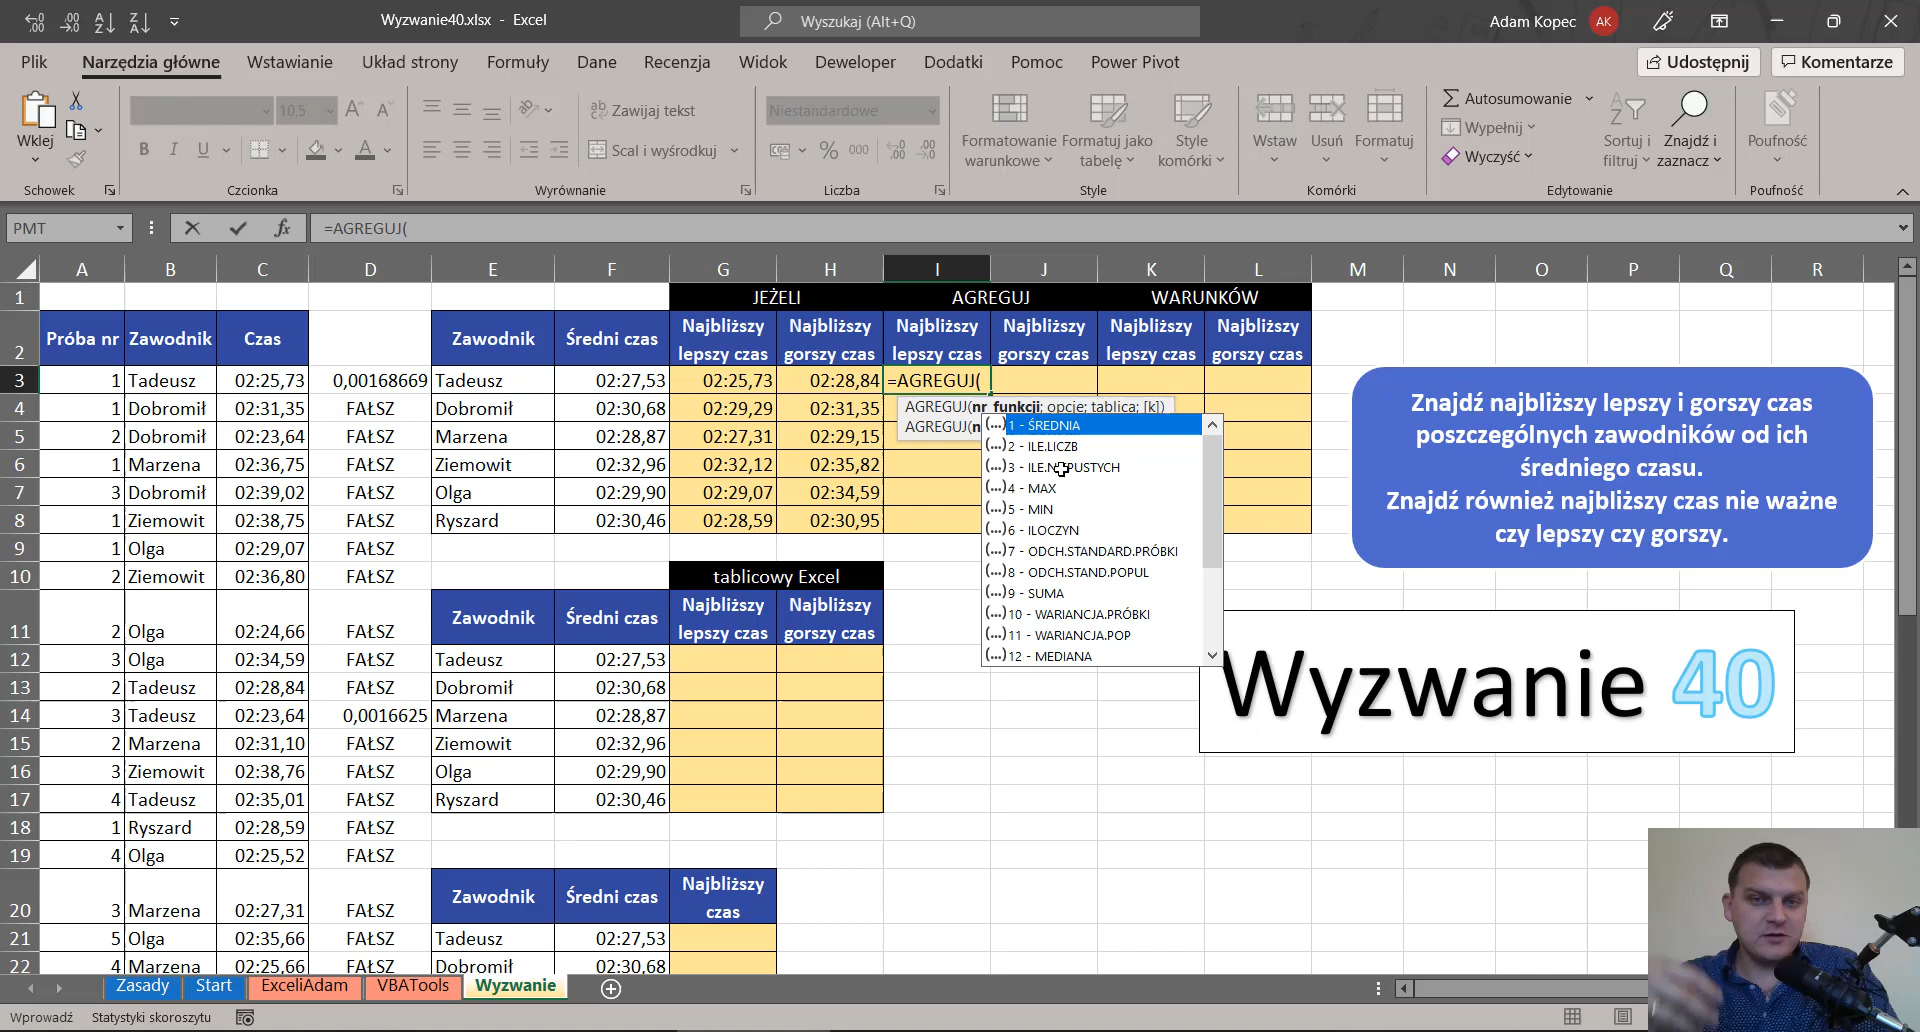 Wyzwanie40.xlsx - Excel
Wyszukaj (Alt+Q)
Adam Kopec AK
Plik Narzędzia główne Wstawianie Układ strony Formuły Dane Recenzja Widok Deweloper Dodatki Pomoc Power Pivot Udostępnij Komentarze
Wklej
Schowek
10,5
B I U
Czcionka
Zawijaj tekst
Scal i wyśrodkuj
Wyrównanie
Niestandardowe
% 000
Liczba
Formatowanie warunkowe
Formatuj jako tabelę
Style komórki
Style
Wstaw Usuń Formatuj
Komórki
Autosumowanie
Wypełnij
Wyczyść
Sortuj i filtruj
Znajdź i zaznacz
Edytowanie
Poufność
Poufność
PMT fx =AGREGUJ(
A B C D E F G H I J K L M N O P Q R
1 JEŻELI AGREGUJ WARUNKÓW
2 Próba nr Zawodnik Czas Zawodnik Średni czas Najbliższy lepszy czas Najbliższy gorszy czas Najbliższy lepszy czas Najbliższy gorszy czas Najbliższy lepszy czas Najbliższy gorszy czas
3 1 Tadeusz 02:25,73 0,00168669 Tadeusz 02:27,53 02:25,73 02:28,84 =AGREGUJ(
4 1 Dobromił 02:31,35 FAŁSZ Dobromił 02:30,68 02:29,29 02:31,35
5 2 Dobromił 02:23,64 FAŁSZ Marzena 02:28,87 02:27,31 02:29,15
6 1 Marzena 02:36,75 FAŁSZ Ziemowit 02:32,96 02:32,12 02:35,82
7 3 Dobromił 02:39,02 FAŁSZ Olga 02:29,90 02:29,07 02:34,59
8 1 Ziemowit 02:38,75 FAŁSZ Ryszard 02:30,46 02:28,59 02:30,95
9 1 Olga 02:29,07 FAŁSZ
10 2 Ziemowit 02:36,80 FAŁSZ tablicowy Excel
11 2 Olga 02:24,66 FAŁSZ Zawodnik Średni czas Najbliższy lepszy czas Najbliższy gorszy czas
12 3 Olga 02:34,59 FAŁSZ Tadeusz 02:27,53
13 2 Tadeusz 02:28,84 FAŁSZ Dobromił 02:30,68
14 3 Tadeusz 02:23,64 0,0016625 Marzena 02:28,87
15 2 Marzena 02:31,10 FAŁSZ Ziemowit 02:32,96
16 3 Ziemowit 02:38,76 FAŁSZ Olga 02:29,90
17 4 Tadeusz 02:35,01 FAŁSZ Ryszard 02:30,46
18 1 Ryszard 02:28,59 FAŁSZ
19 4 Olga 02:25,52 FAŁSZ
20 3 Marzena 02:27,31 FAŁSZ Zawodnik Średni czas Najbliższy czas
21 5 Olga 02:35,66 FAŁSZ Tadeusz 02:27,53
22 4 Marzena 02:25,66 FAŁSZ Dobromił 02:30,68
AGREGUJ(nr_funkcji; opcje; tablica; [k])
AGREGUJ(n
(...)1 - ŚREDNIA
(...)2 - ILE.LICZB
(...)3 - ILE.NIEPUSTYCH
(...)4 - MAX
(...)5 - MIN
(...)6 - ILOCZYN
(...)7 - ODCH.STANDARD.PRÓBKI
(...)8 - ODCH.STAND.POPUL
(...)9 - SUMA
(...)10 - WARIANCJA.PRÓBKI
(...)11 - WARIANCJA.POP
(...)12 - MEDIANA
Znajdź najbliższy lepszy i gorszy czas
poszczególnych zawodników od ich
średniego czasu.
Znajdź również najbliższy czas nie ważne
czy lepszy czy gorszy.
Wyzwanie 40
Zasady Start ExceliAdam VBATools Wyzwanie
Wprowadź Statystyki skoroszytu